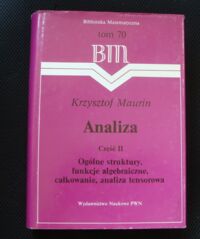 Biblioteka Matematyczna
tom 70
BM
Krzysztof Maurin
Analiza
Część II
Ogólne struktury,
funkcje algebraiczne,
całkowanie, analiza tensorowa
Wydawnictwo Naukowe PWN